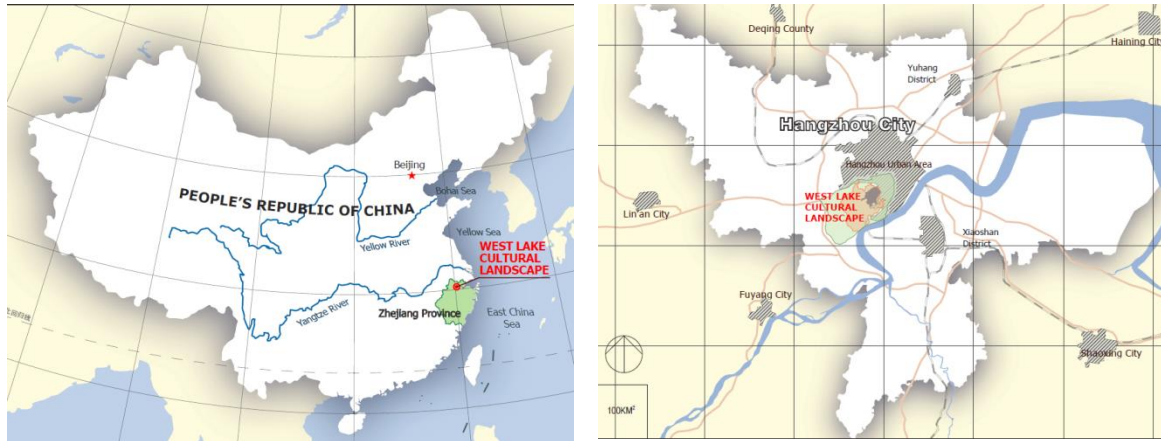 Beijing
Bohai Sea
PEOPLE'S REPUBLIC OF CHINA
Yellow River
Yellow Sea
WEST LAKE
CULTURAL
LANDSCAPE
Yangtze River
Zhejiang Province
East China
Sea
Deqing County
Haining City
Yuhang
District
Hangzhou City
Hangzhou Urban Area
WEST LAKE
CULTURAL
LANDSCAPE
Lin'an City
Xiaoshan
District
Fuyang City
Shaoxing City
100KM²